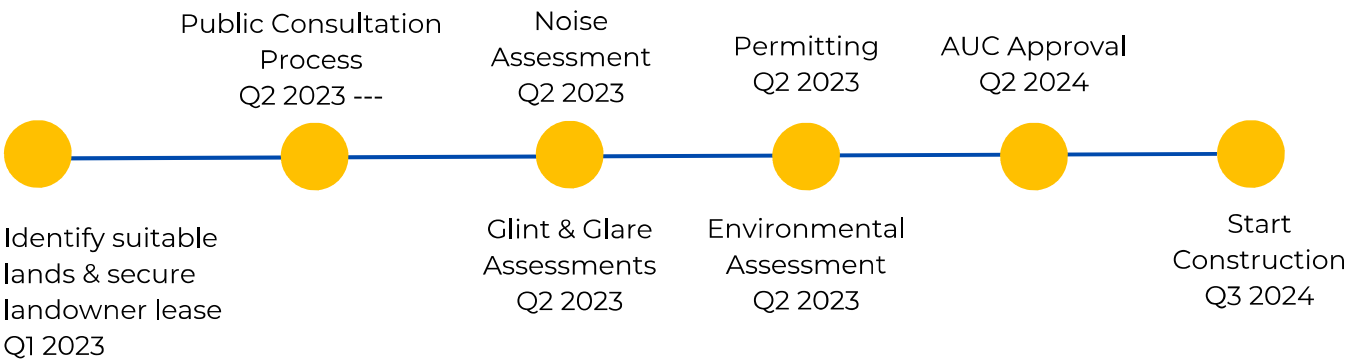 Public Consultation
Process
Q2 2023 ---
Noise
Assessment
Q2 2023
Permitting
Q2 2023
AUC Approval
Q2 2024
Identify suitable
lands & secure
landowner lease
Q1 2023
Glint & Glare
Assessments
Q2 2023
Environmental
Assessment
Q2 2023
Start
Construction
Q3 2024